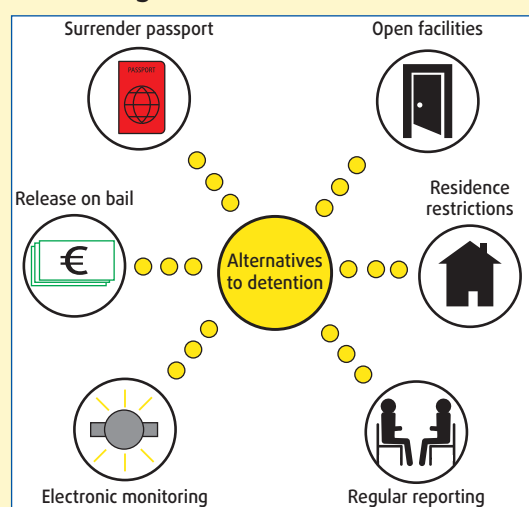 Surrender passport
Open facilities
PASSPORT
Release on bail
€
Alternatives
to detention
Residence
restrictions
Electronic monitoring
Regular reporting